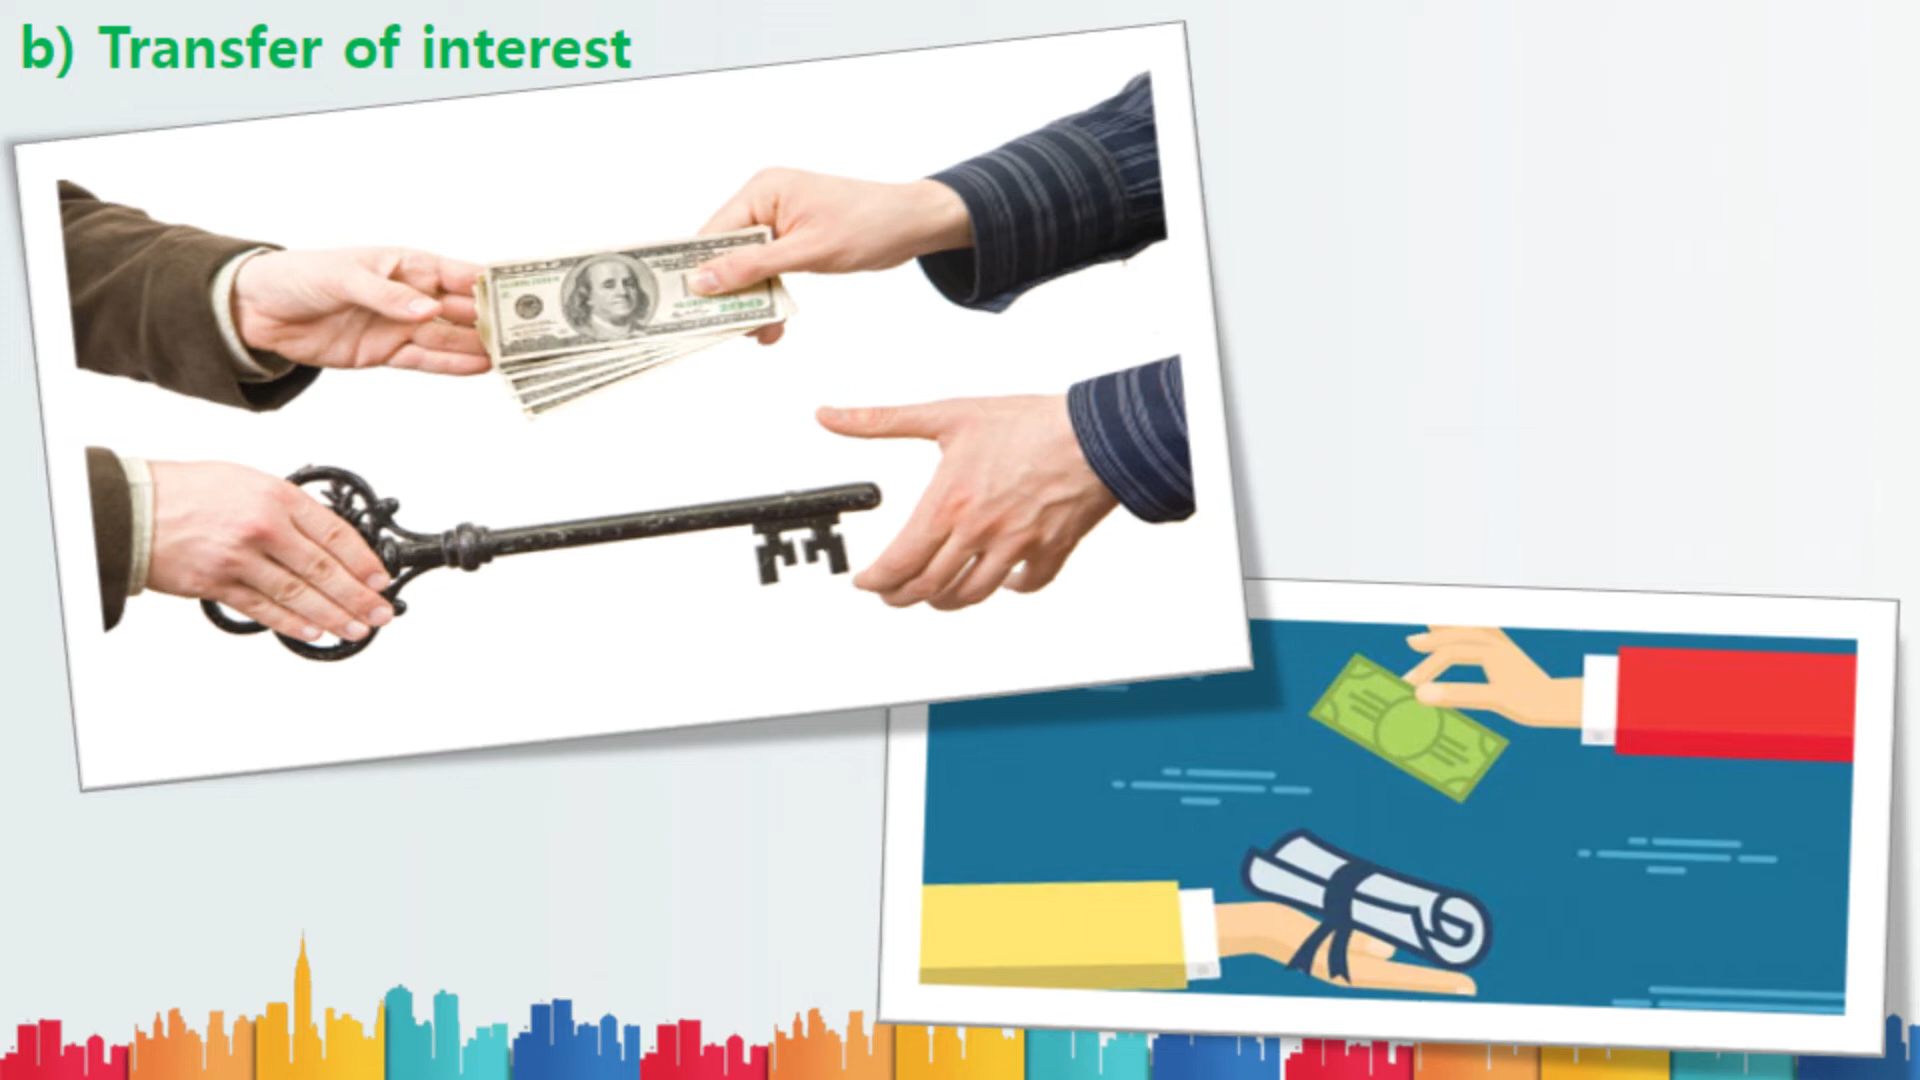 b) Transfer of interest